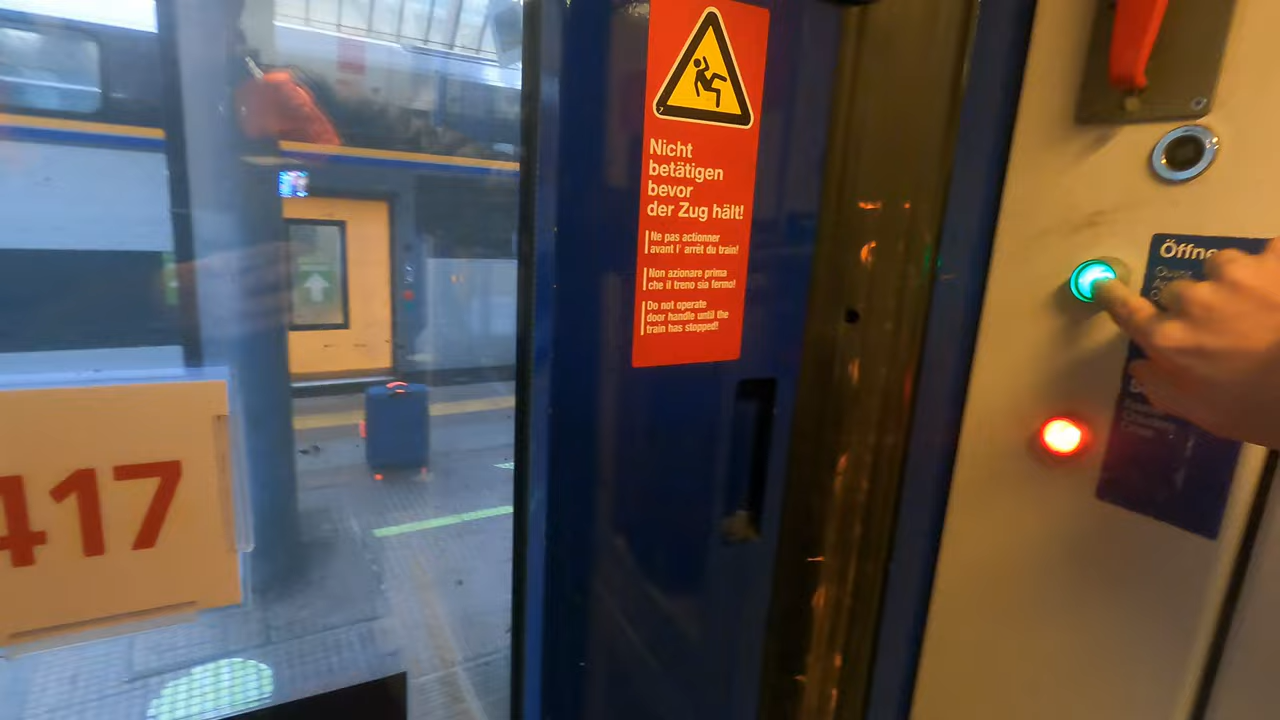 Nicht
betätigen
bevor
der Zug hält!
Ne pas actionner
avant l' arrêt du train!
Non azionare prima
che il treno sia fermo!
Do not operate
door handle until the
train has stopped!
417